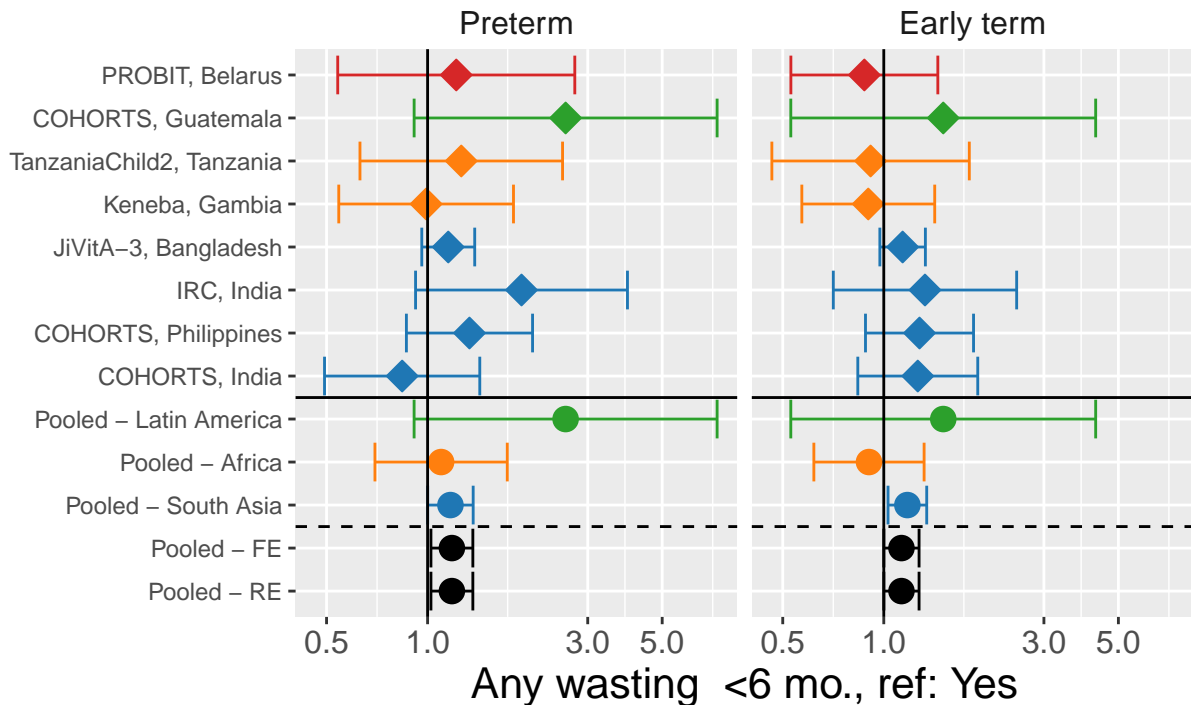 Preterm Early term
PROBIT, Belarus
COHORTS, Guatemala
TanzaniaChild2, Tanzania
Keneba, Gambia
JiVitA−3, Bangladesh
IRC, India
COHORTS, Philippines
COHORTS, India
Pooled − Latin America
Pooled − Africa
Pooled − South Asia
Pooled − FE
Pooled − RE
0.5 1.0 3.0 5.0 0.5 1.0 3.0 5.0
Any wasting <6 mo., ref: Yes